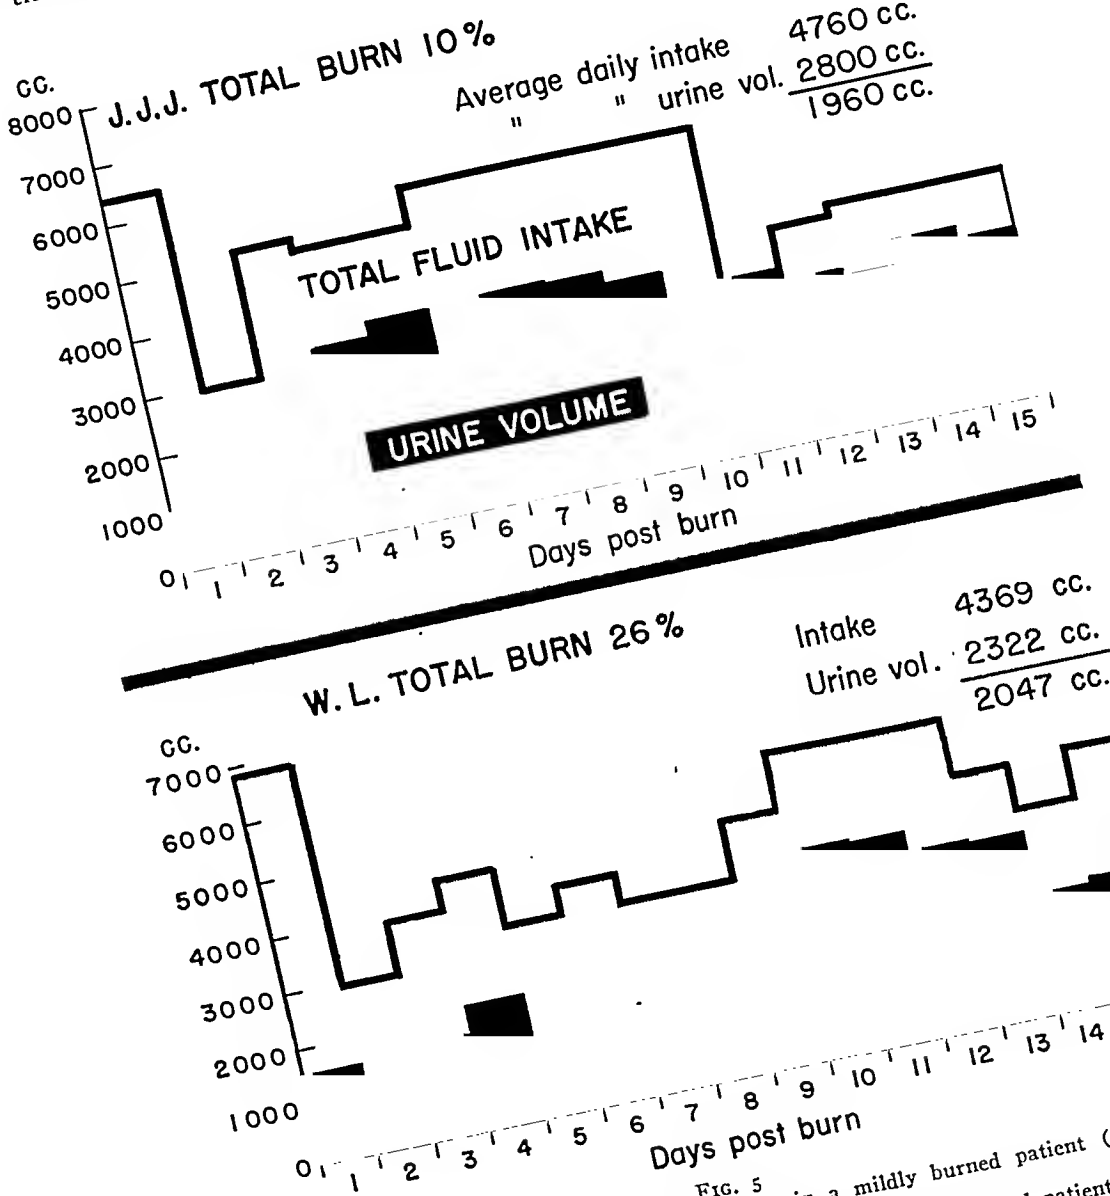 J.J.J. TOTAL BURN 10%
Average daily intake 4760 cc.
" " urine vol. 2800 cc.
1960 cc.
cc.
8000
7000
6000
5000
4000
3000
2000
1000
0
TOTAL FLUID INTAKE
URINE VOLUME
1 2 3 4 5 6 7 8 9 10 11 12 13 14 15
Days post burn
W. L. TOTAL BURN 26%
Intake 4369 cc.
Urine vol. 2322 cc.
2047 cc.
cc.
7000
6000
5000
4000
3000
2000
1000
0
1 2 3 4 5 6 7 8 9 10 11 12 13 14
Days post burn
FIG. 5
a mildly burned patient (
patient